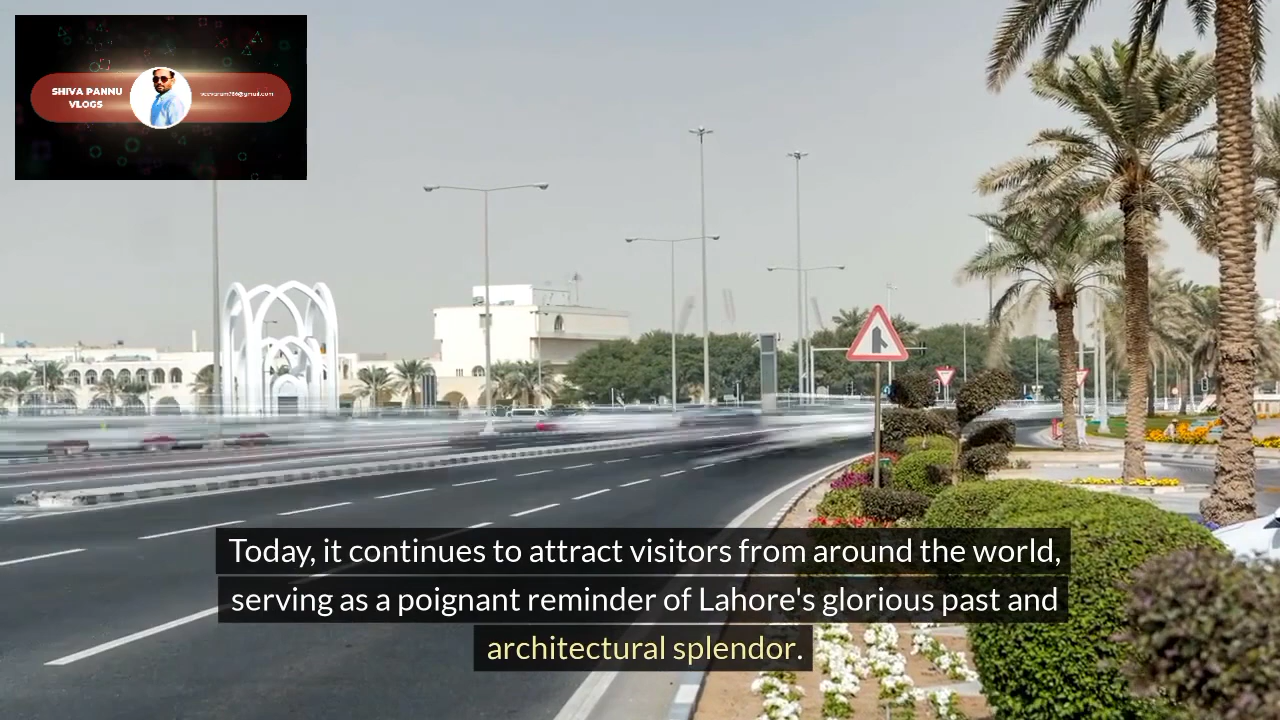 SHIVA PANNU
VLOGS
Today, it continues to attract visitors from around the world,
serving as a poignant reminder of Lahore's glorious past and
architectural splendor.